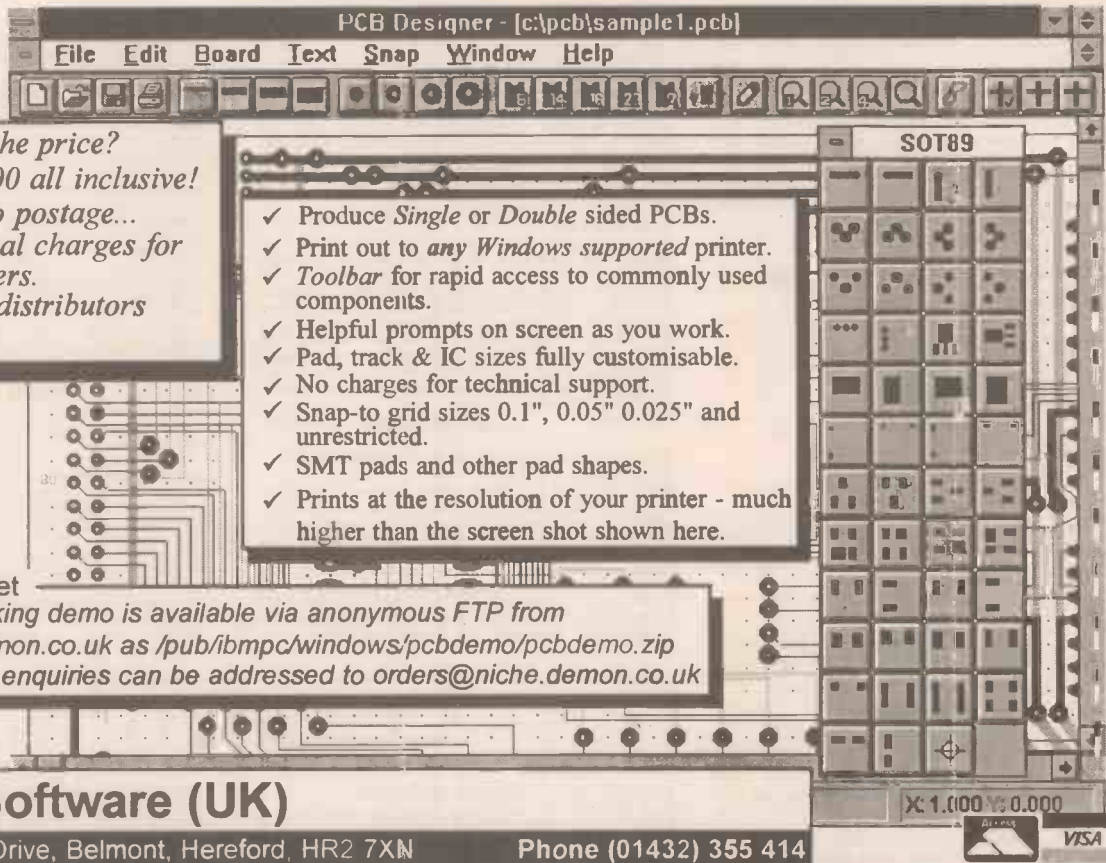 PCB Designer - [c:\pcb\sample1.pcb]
File Edit Board Text Snap Window Help
he price?
00 all inclusive!
o postage...
al charges for
ers.
distributors
SOT89
✓ Produce Single or Double sided PCBs.
✓ Print out to any Windows supported printer.
✓ Toolbar for rapid access to commonly used
components.
✓ Helpful prompts on screen as you work.
✓ Pad, track & IC sizes fully customisable.
✓ No charges for technical support.
✓ Snap-to grid sizes 0.1", 0.05" 0.025" and
unrestricted.
✓ SMT pads and other pad shapes.
✓ Prints at the resolution of your printer - much
higher than the screen shot shown here.
et
king demo is available via anonymous FTP from
mon.co.uk as /pub/ibmpc/windows/pcbdemo/pcbdemo.zip
enquiries can be addressed to orders@niche.demon.co.uk
oftware (UK)
X: 1.000 Y: 0.000
Access
VISA
Drive, Belmont, Hereford, HR2 7XN Phone (01432) 355 414